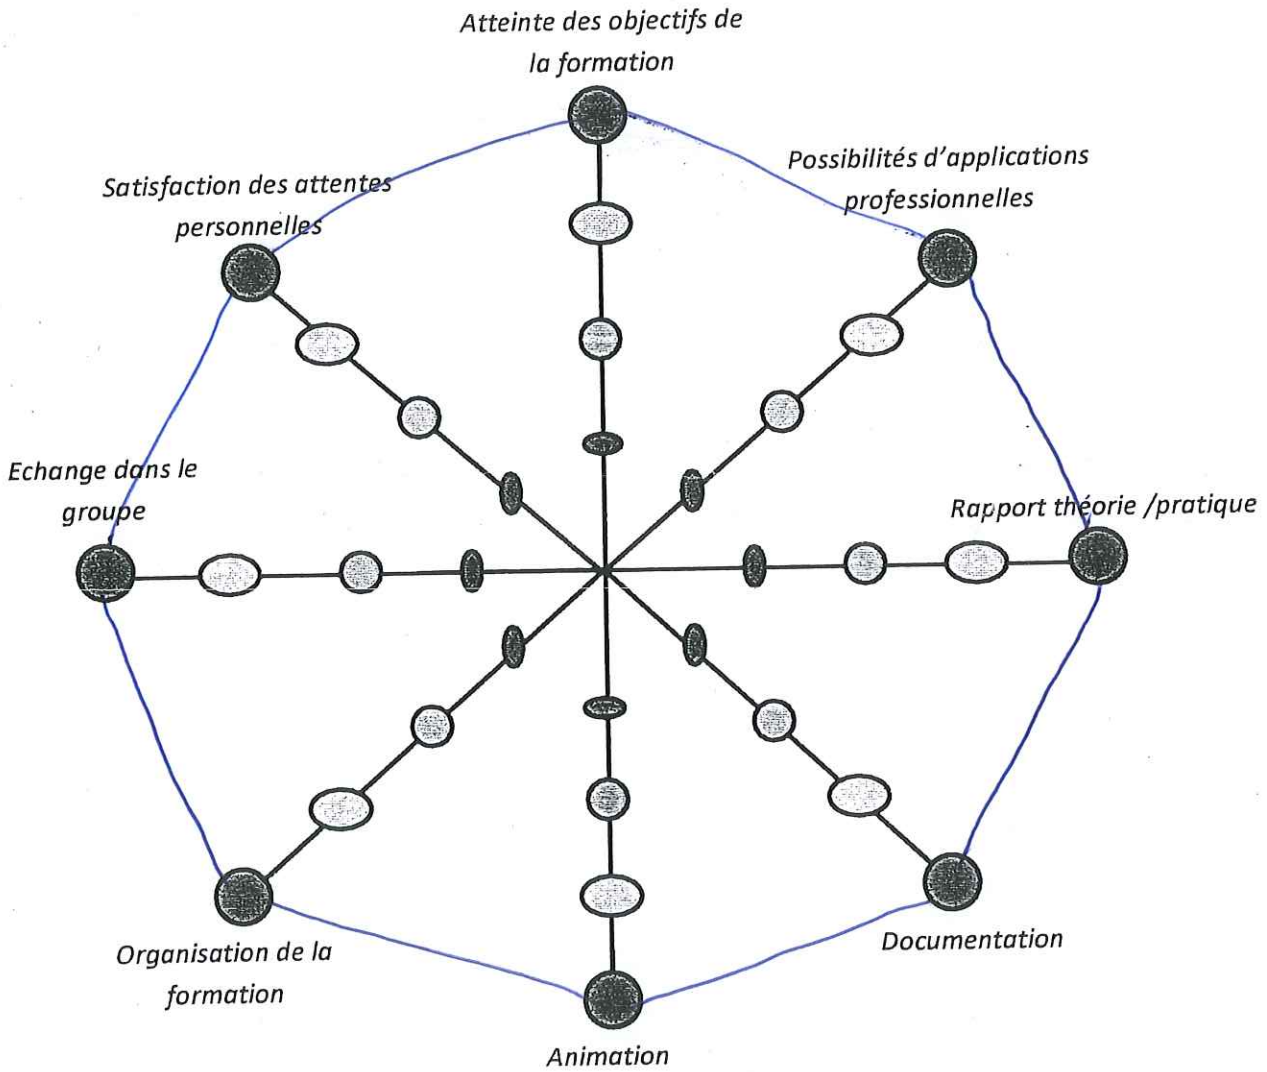 Atteinte des objectifs de
la formation
Possibilités d'applications
professionnelles
Satisfaction des attentes
personnelles
Echange dans le
groupe
Rapport théorie /pratique
Organisation de la
formation
Documentation
Animation